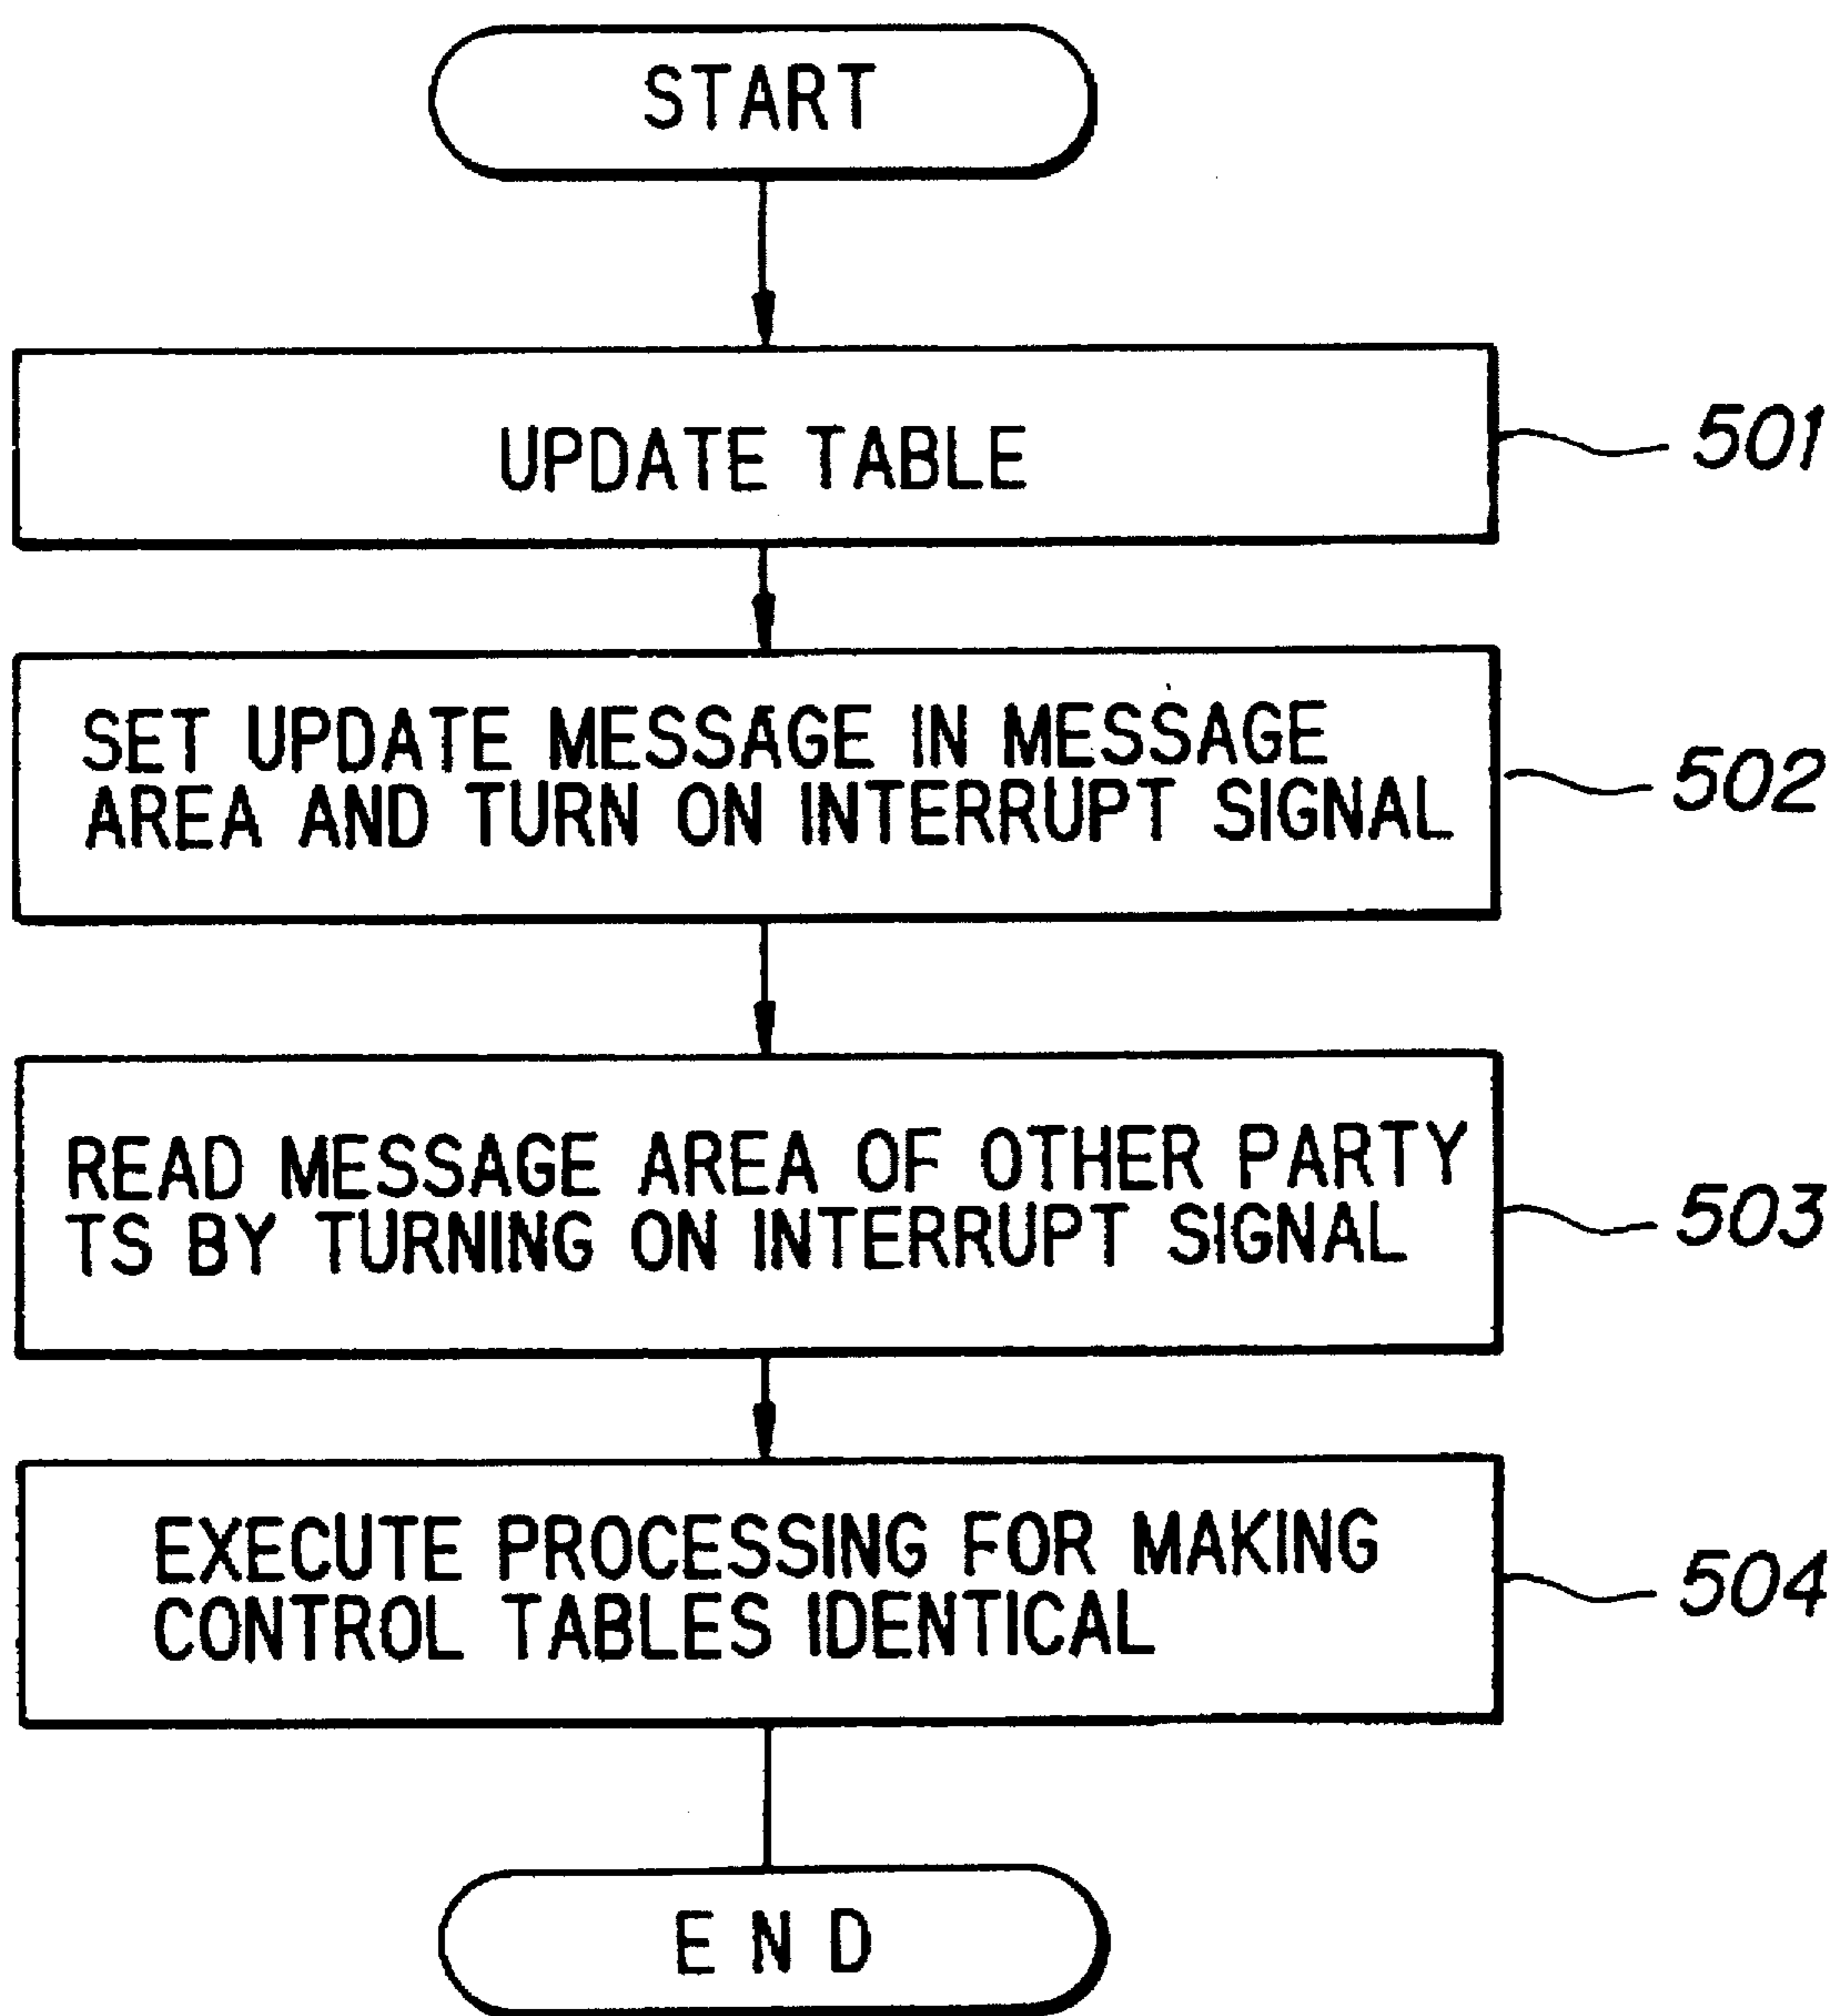 START
UPDATE TABLE
501
SET UPDATE MESSAGE IN MESSAGE
AREA AND TURN ON INTERRUPT SIGNAL
502
READ MESSAGE AREA OF OTHER PARTY
TS BY TURNING ON INTERRUPT SIGNAL
503
EXECUTE PROCESSING FOR MAKING
CONTROL TABLES IDENTICAL
504
END